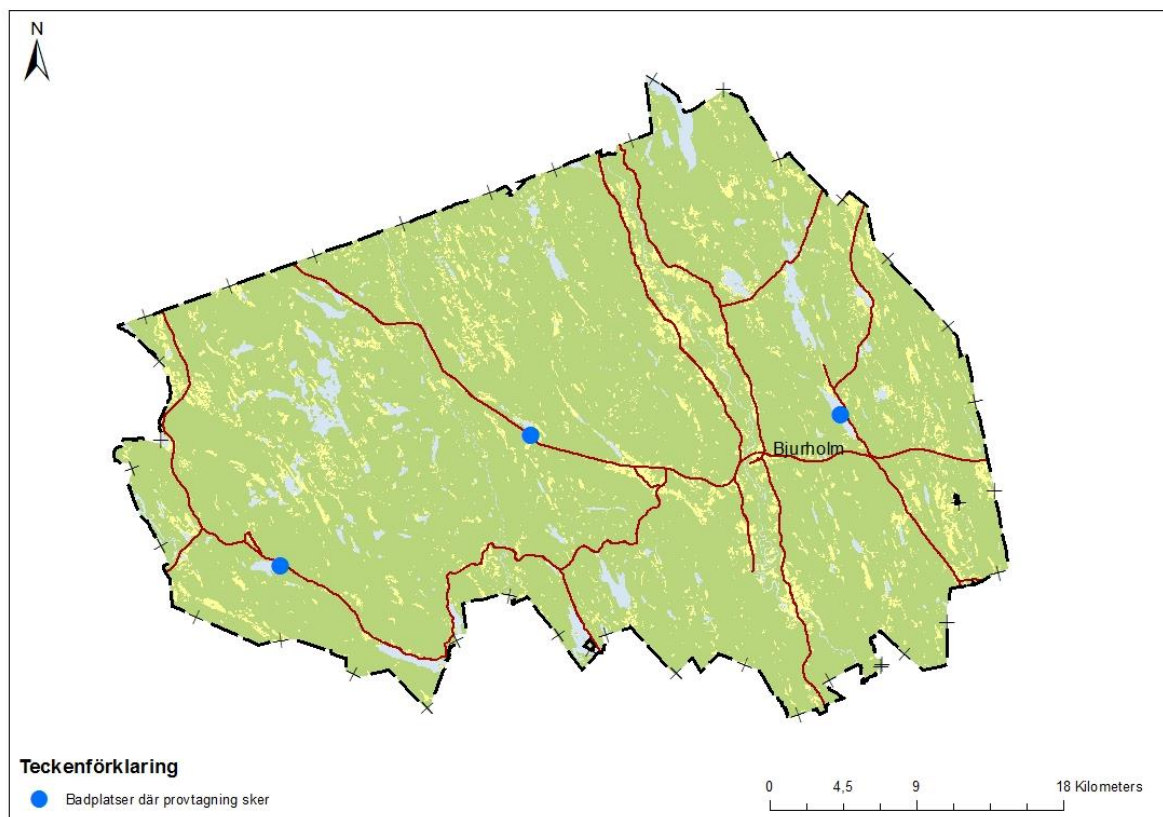 N
Bjurholm
Teckenförklaring
Badplatser där provtagning sker
0 4,5 9 18 Kilometers